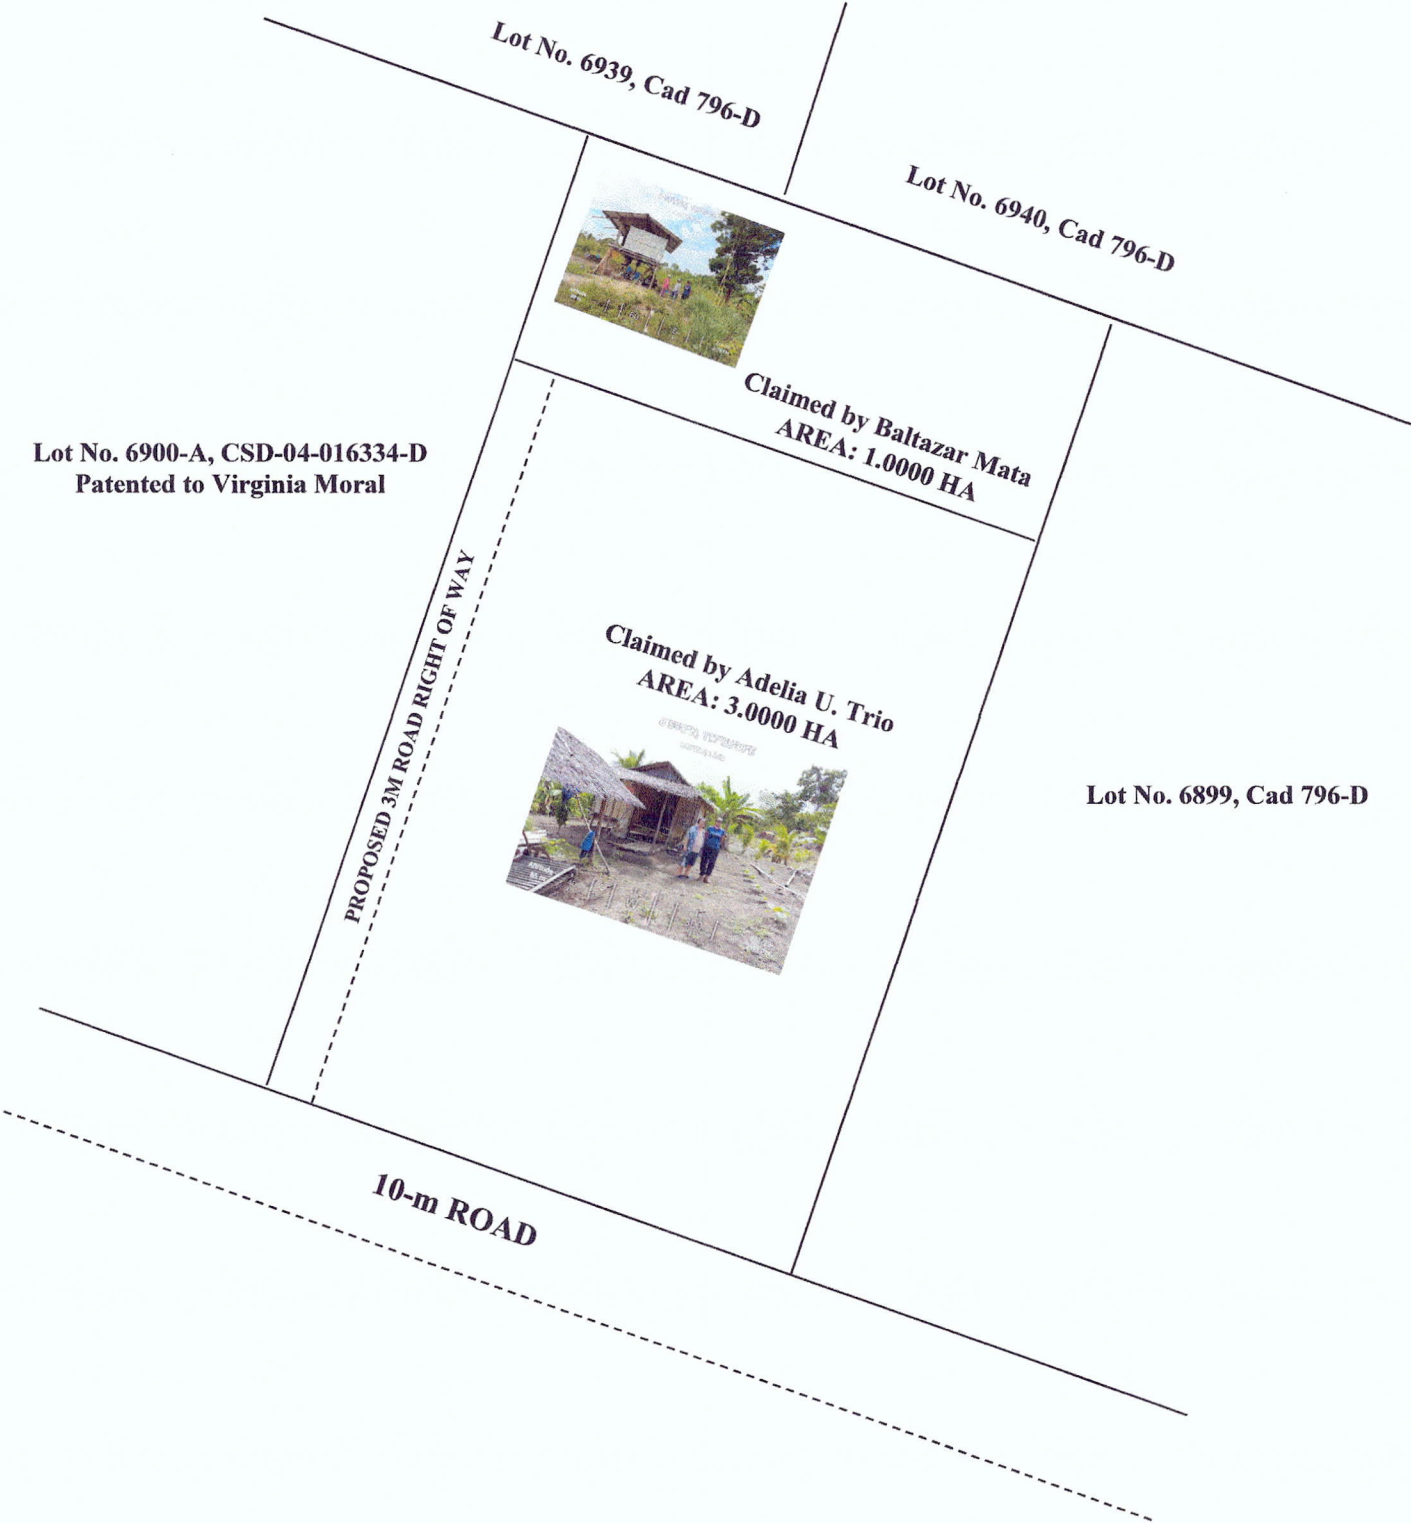 Lot No. 6939, Cad 796-D
Lot No. 6940, Cad 796-D
Claimed by Baltazar Mata
AREA: 1.0000 HA
Lot No. 6900-A, CSD-04-016334-D
Patented to Virginia Moral
PROPOSED 3M ROAD RIGHT OF WAY
Claimed by Adelia U. Trio
AREA: 3.0000 HA
Lot No. 6899, Cad 796-D
10-m ROAD